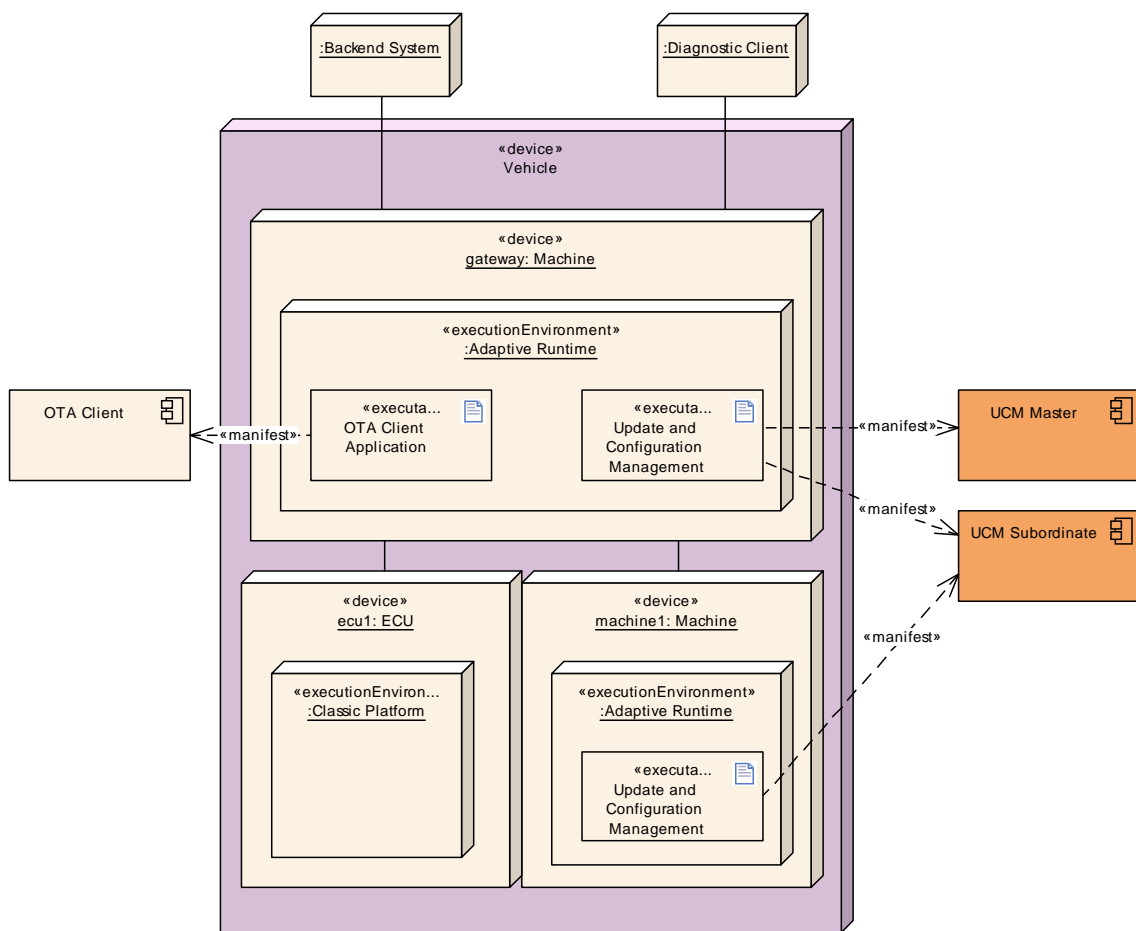 :Backend System
:Diagnostic Client
«device»
Vehicle
«device»
gateway: Machine
«executionEnvironment»
:Adaptive Runtime
OTA Client
«manifest»
«executa...
OTA Client
Application
«executa...
Update and
Configuration
Management
«manifest»
UCM Master
«manifest»
UCM Subordinate
«device»
ecu1: ECU
«executionEnviron...
:Classic Platform
«device»
machine1: Machine
«executionEnvironment»
:Adaptive Runtime
«executa...
Update and
Configuration
Management
«manifest»